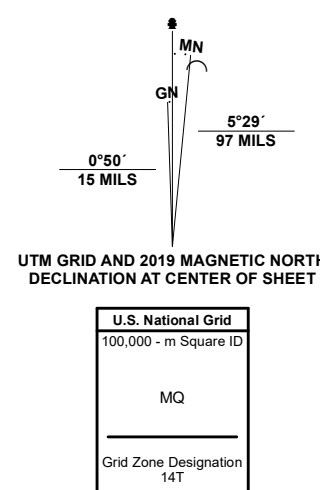 MN
GN
5°29´
97 MILS
0°50´
15 MILS
UTM GRID AND 2019 MAGNETIC NORTH
DECLINATION AT CENTER OF SHEET
U.S. National Grid
100,000 - m Square ID
MQ
Grid Zone Designation
14T